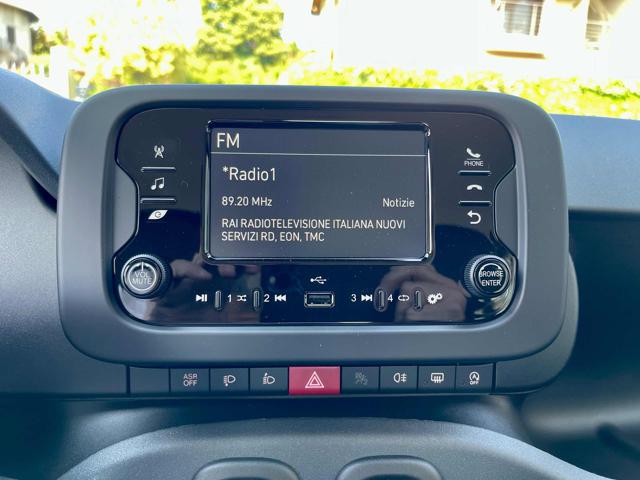 FM
*Radio1
89.20 MHz Notizie
RAI RADIOTELEVISIONE ITALIANA NUOVI
SERVIZI RD, EON, TMC
PHONE
VOL
MUTE
BROWSE
ENTER
1 2 3 4
ASR
OFF
OFF